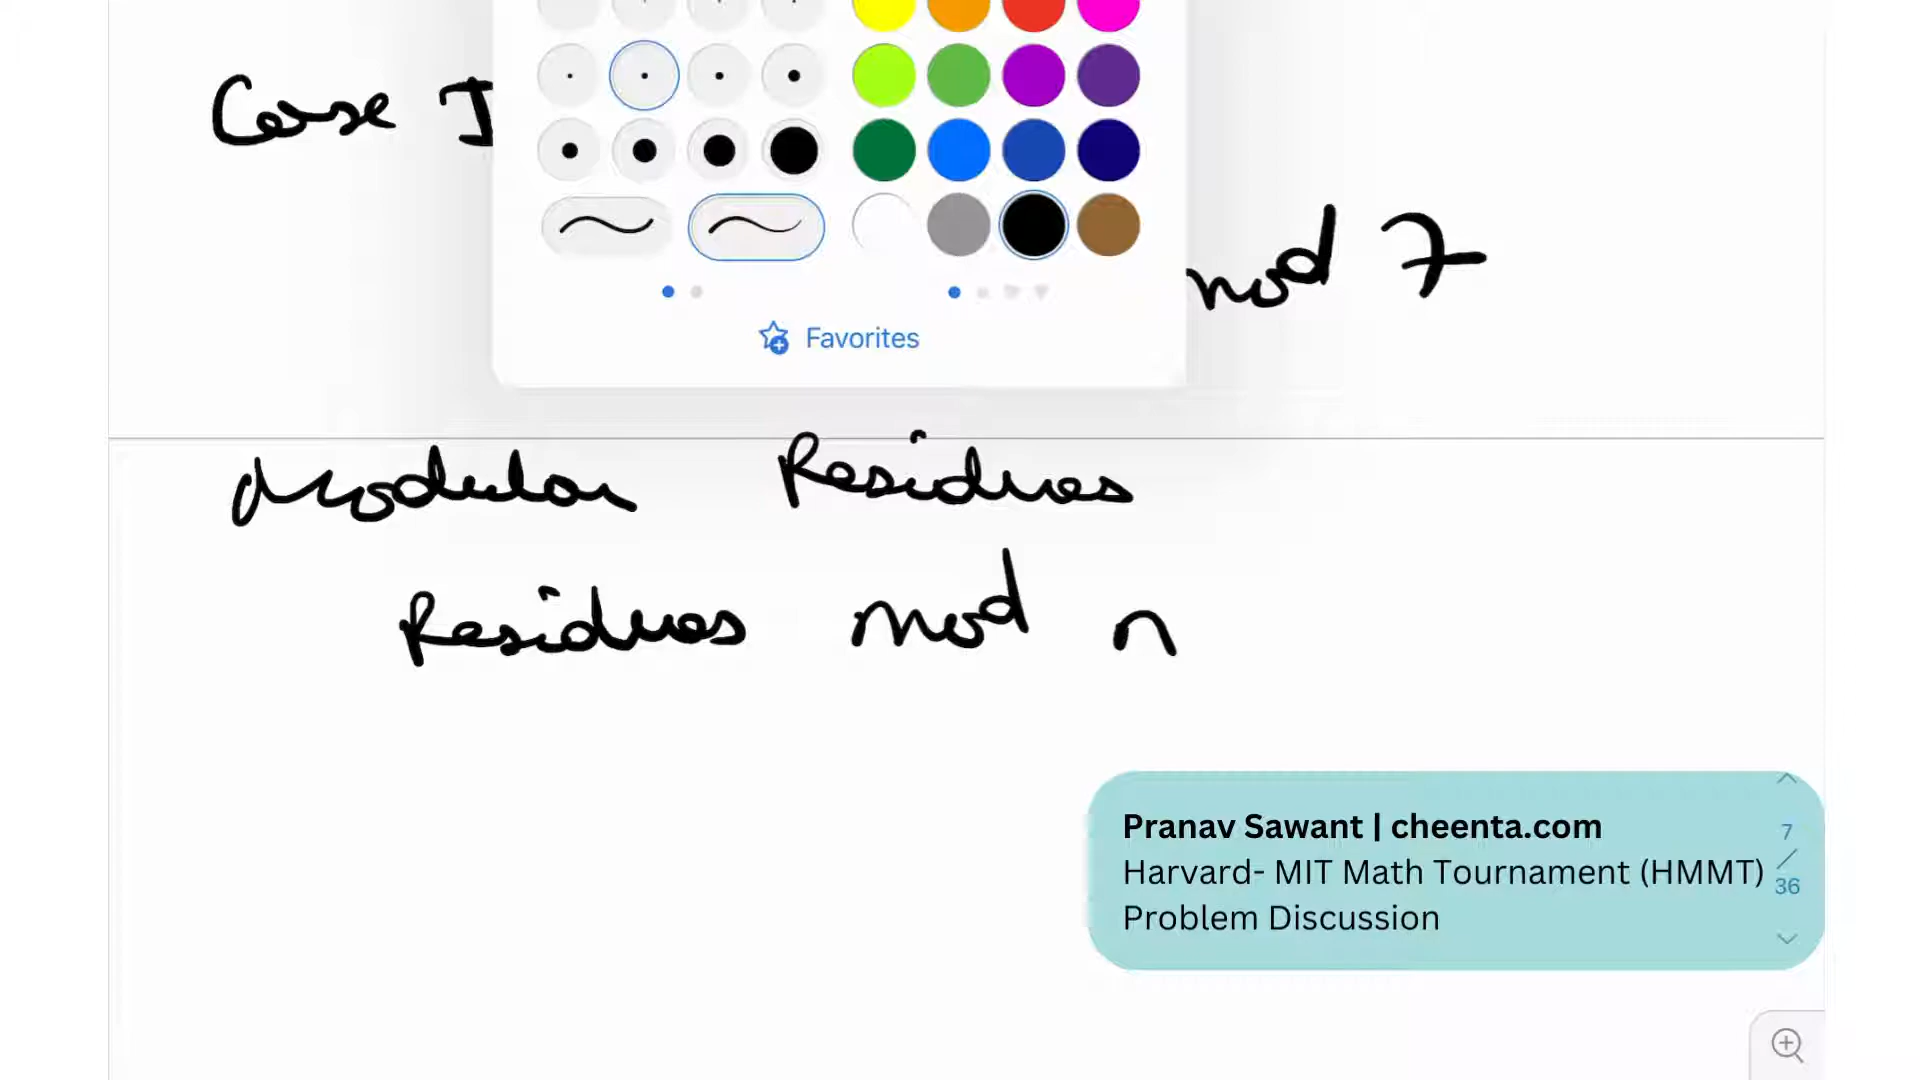 Case I
mod 7
Favorites
Modular Residues
Residues mod n
Pranav Sawant | cheenta.com
Harvard- MIT Math Tournament (HMMT)
Problem Discussion
7
/
36